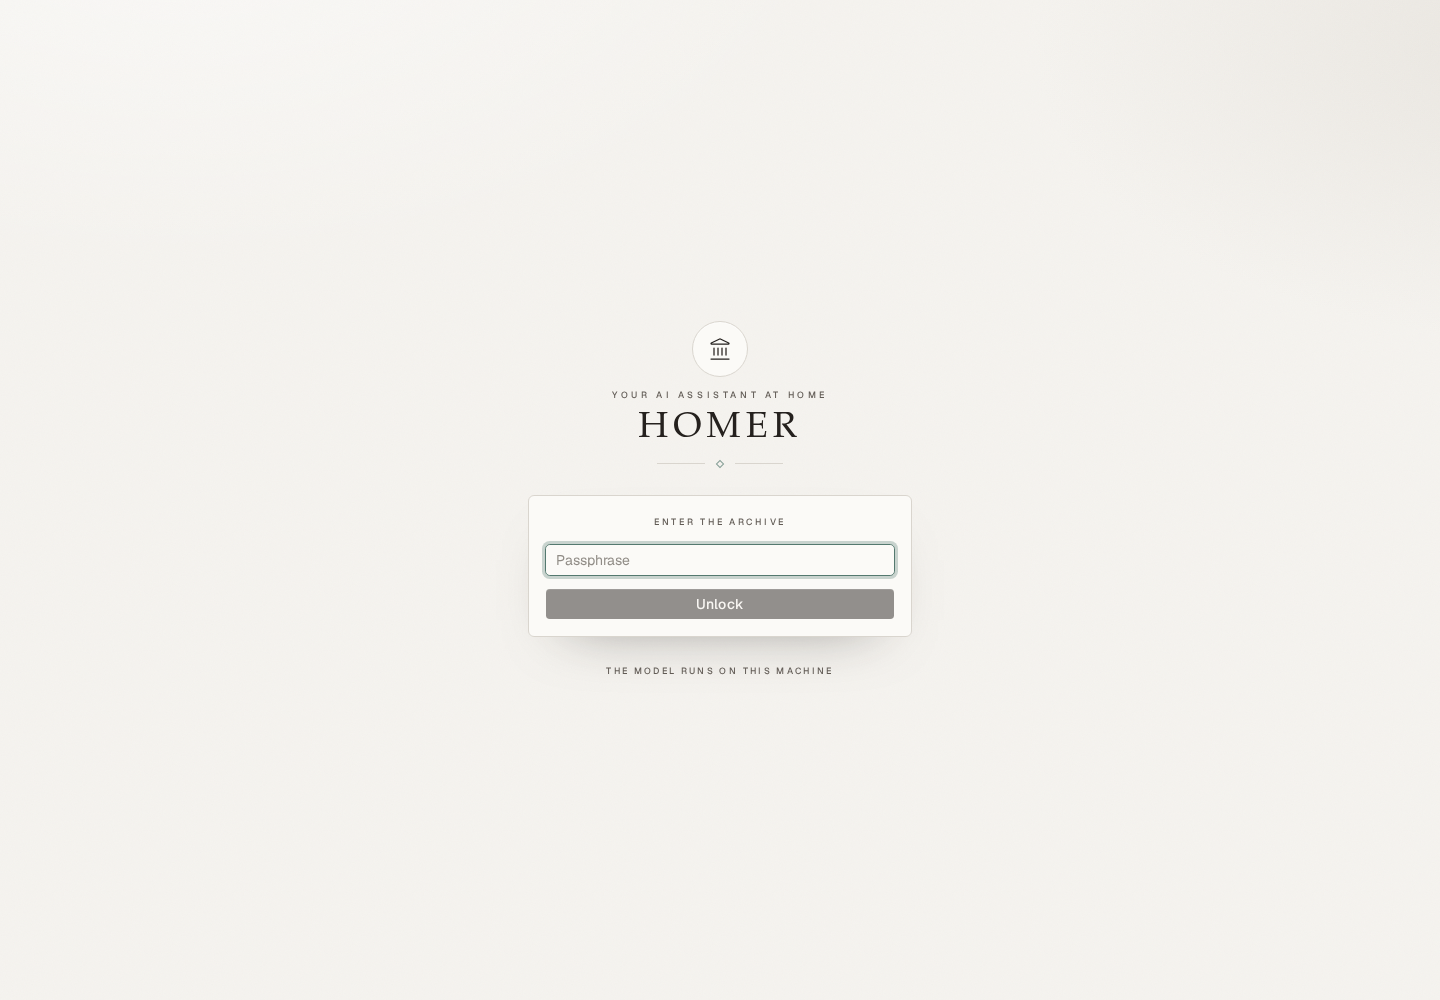 YOUR AI ASSISTANT AT HOME
HOMER
ENTER THE ARCHIVE
Passphrase
Unlock
THE MODEL RUNS ON THIS MACHINE